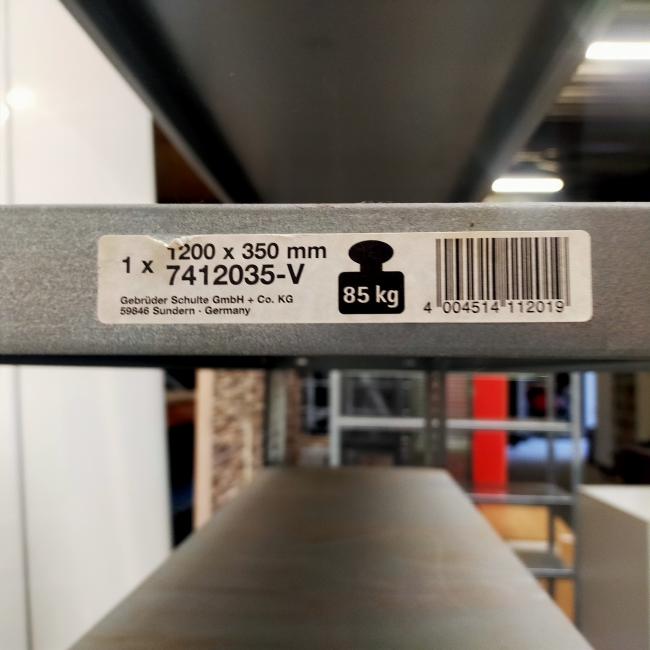 1 x 1200 x 350 mm
7412035-V
Gebrüder Schulte GmbH + Co. KG
59846 Sundern · Germany
85 kg
4 004514 112019